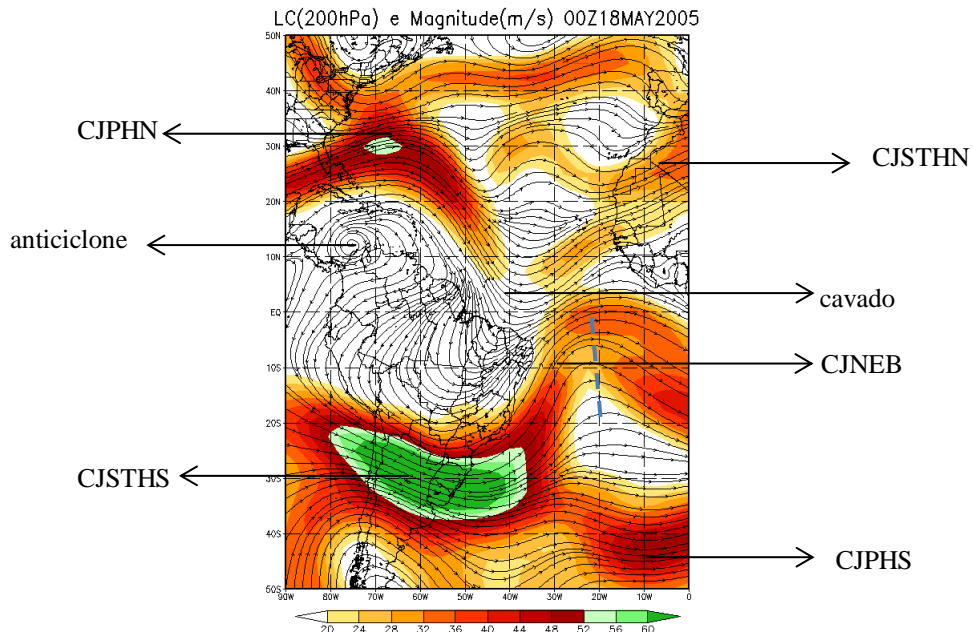 LC(200hPa) e Magnitude(m/s) 00Z18MAY2005
50N
40N
CJPHN
30N
CJSTHN
20N
anticiclone
10N
cavado
EQ
CJNEB
10S
20S
CJSTHS
30S
40S
CJPHS
50S
90W 80W 70W 60W 50W 40W 30W 20W 10W 0
20 24 28 32 36 40 44 48 52 56 60